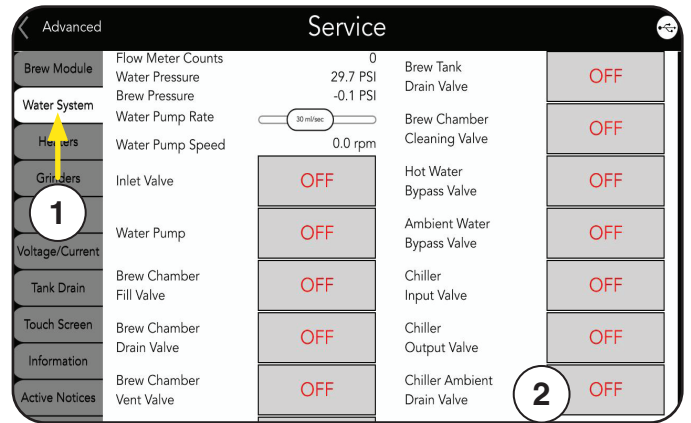 Advanced
Service
Brew Module
Water System
Heaters
Grinders
1
Voltage/Current
Tank Drain
Touch Screen
Information
Active Notices
Flow Meter Counts 0
Water Pressure 29.7 PSI
Brew Pressure -0.1 PSI
Water Pump Rate 30 ml/sec
Water Pump Speed 0.0 rpm
Inlet Valve OFF
Water Pump OFF
Brew Chamber
Fill Valve OFF
Brew Chamber
Drain Valve OFF
Brew Chamber
Vent Valve OFF
Brew Tank
Drain Valve OFF
Brew Chamber
Cleaning Valve OFF
Hot Water
Bypass Valve OFF
Ambient Water
Bypass Valve OFF
Chiller
Input Valve OFF
Chiller
Output Valve OFF
Chiller Ambient
Drain Valve 2 OFF